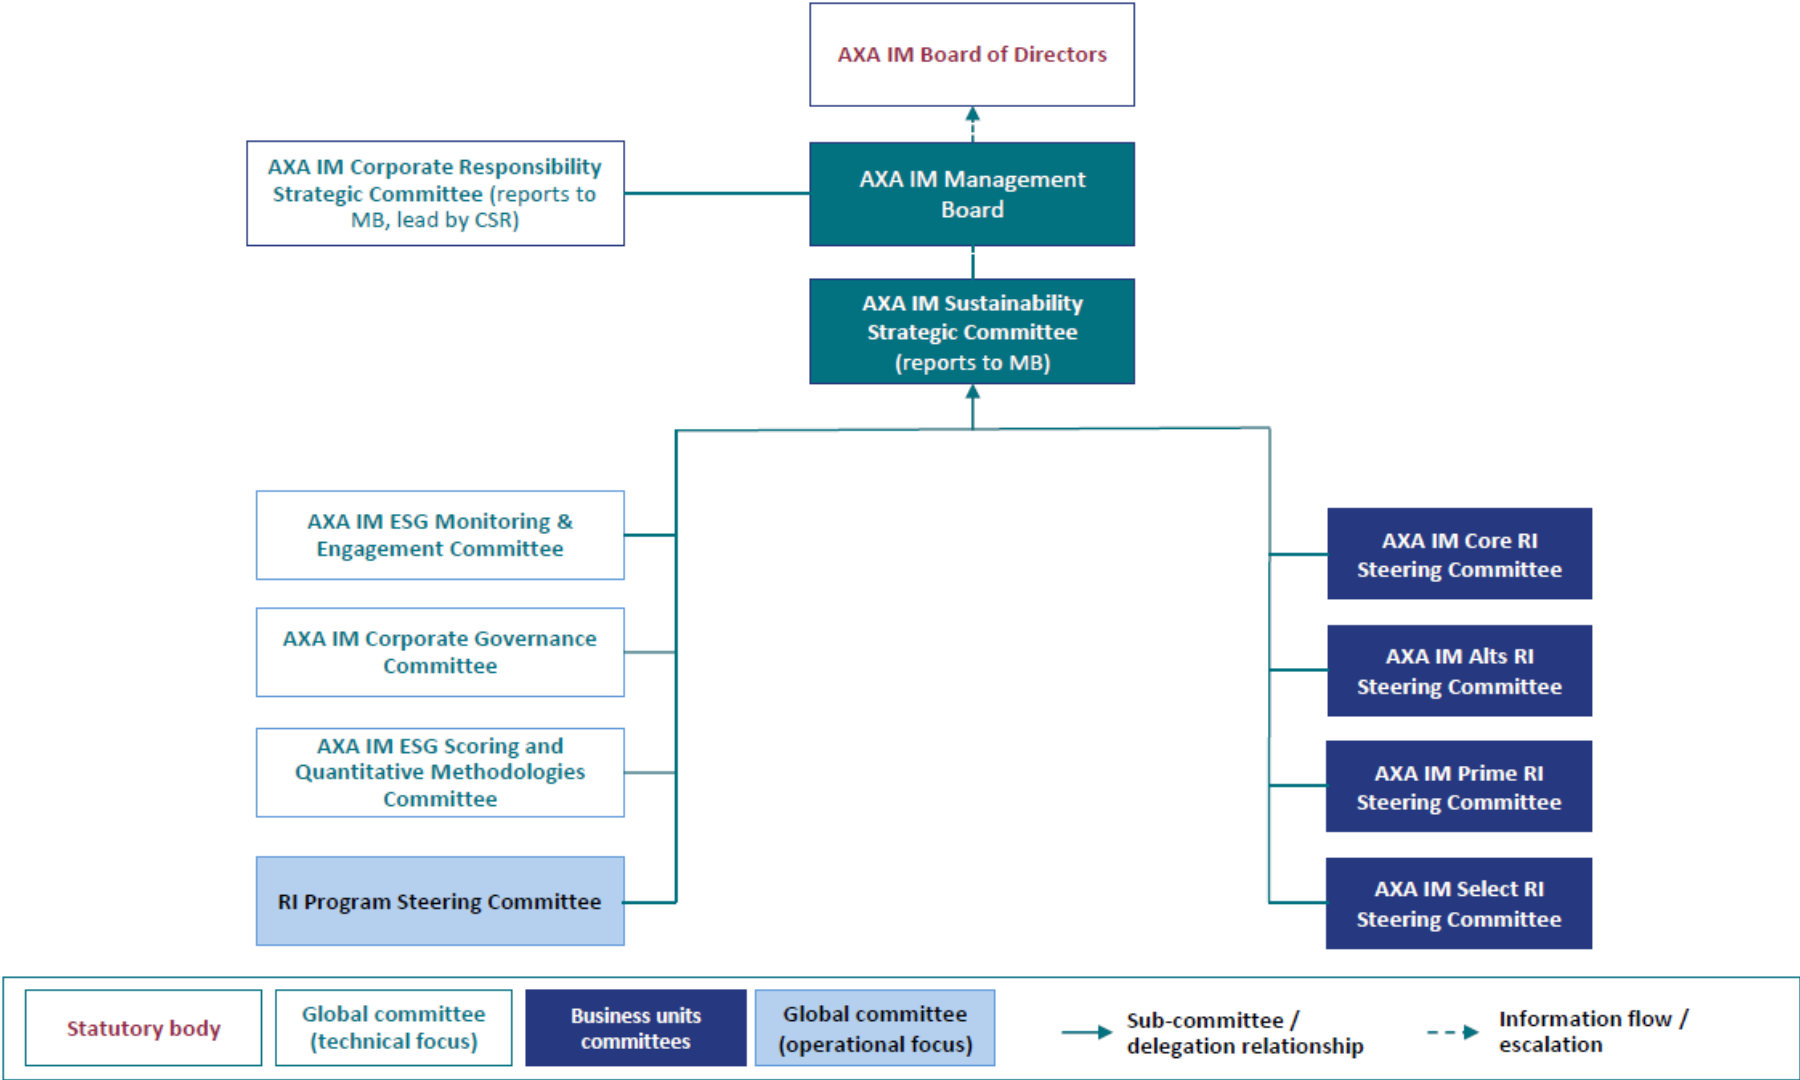 AXA IM Board of Directors
AXA IM Corporate Responsibility
Strategic Committee (reports to
MB, lead by CSR)
AXA IM Management
Board
AXA IM Sustainability
Strategic Committee
(reports to MB)
AXA IM ESG Monitoring &
Engagement Committee
AXA IM Corporate Governance
Committee
AXA IM ESG Scoring and
Quantitative Methodologies
Committee
RI Program Steering Committee
AXA IM Core RI
Steering Committee
AXA IM Alts RI
Steering Committee
AXA IM Prime RI
Steering Committee
AXA IM Select RI
Steering Committee
Statutory body
Global committee
(technical focus)
Business units
committees
Global committee
(operational focus)
Sub-committee /
delegation relationship
Information flow /
escalation